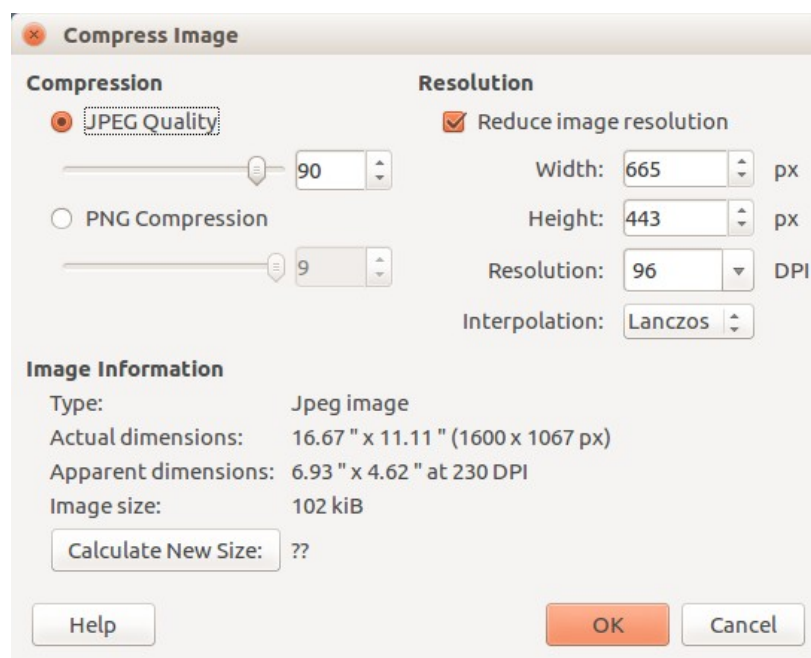 Compress Image
Compression
JPEG Quality
90
PNG Compression
9
Resolution
Reduce image resolution
Width: 665 px
Height: 443 px
Resolution: 96 DPI
Interpolation: Lanczos
Image Information
Type: Jpeg image
Actual dimensions: 16.67 " x 11.11 " (1600 x 1067 px)
Apparent dimensions: 6.93 " x 4.62 " at 230 DPI
Image size: 102 kiB
Calculate New Size: ??
Help OK Cancel